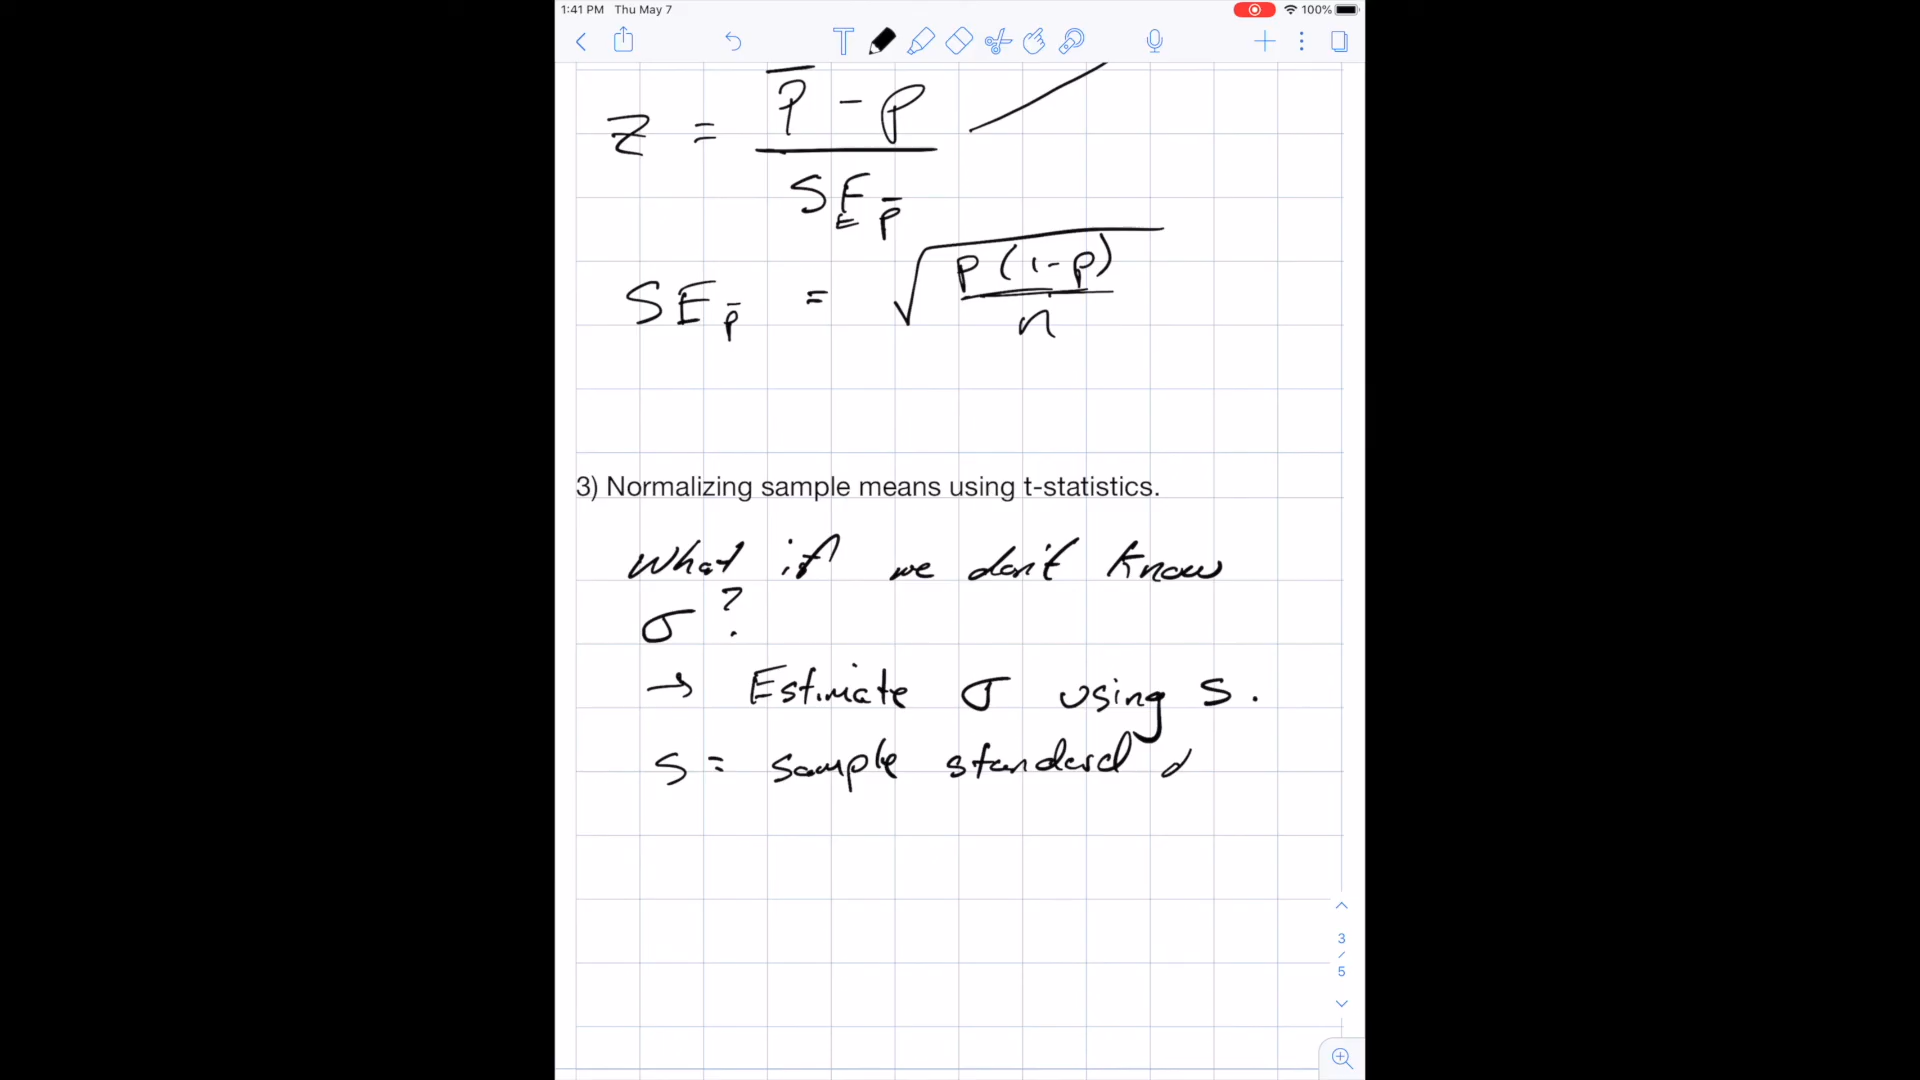 1:41 PM Thu May 7
100%
z = p̄ - p
SE p̄
E
SE p̄ = √ p (1-p)
n
3) Normalizing sample means using t-statistics.
What if we don't know
σ ?
→ Estimate σ using s.
s = sample standard d
3
/
5